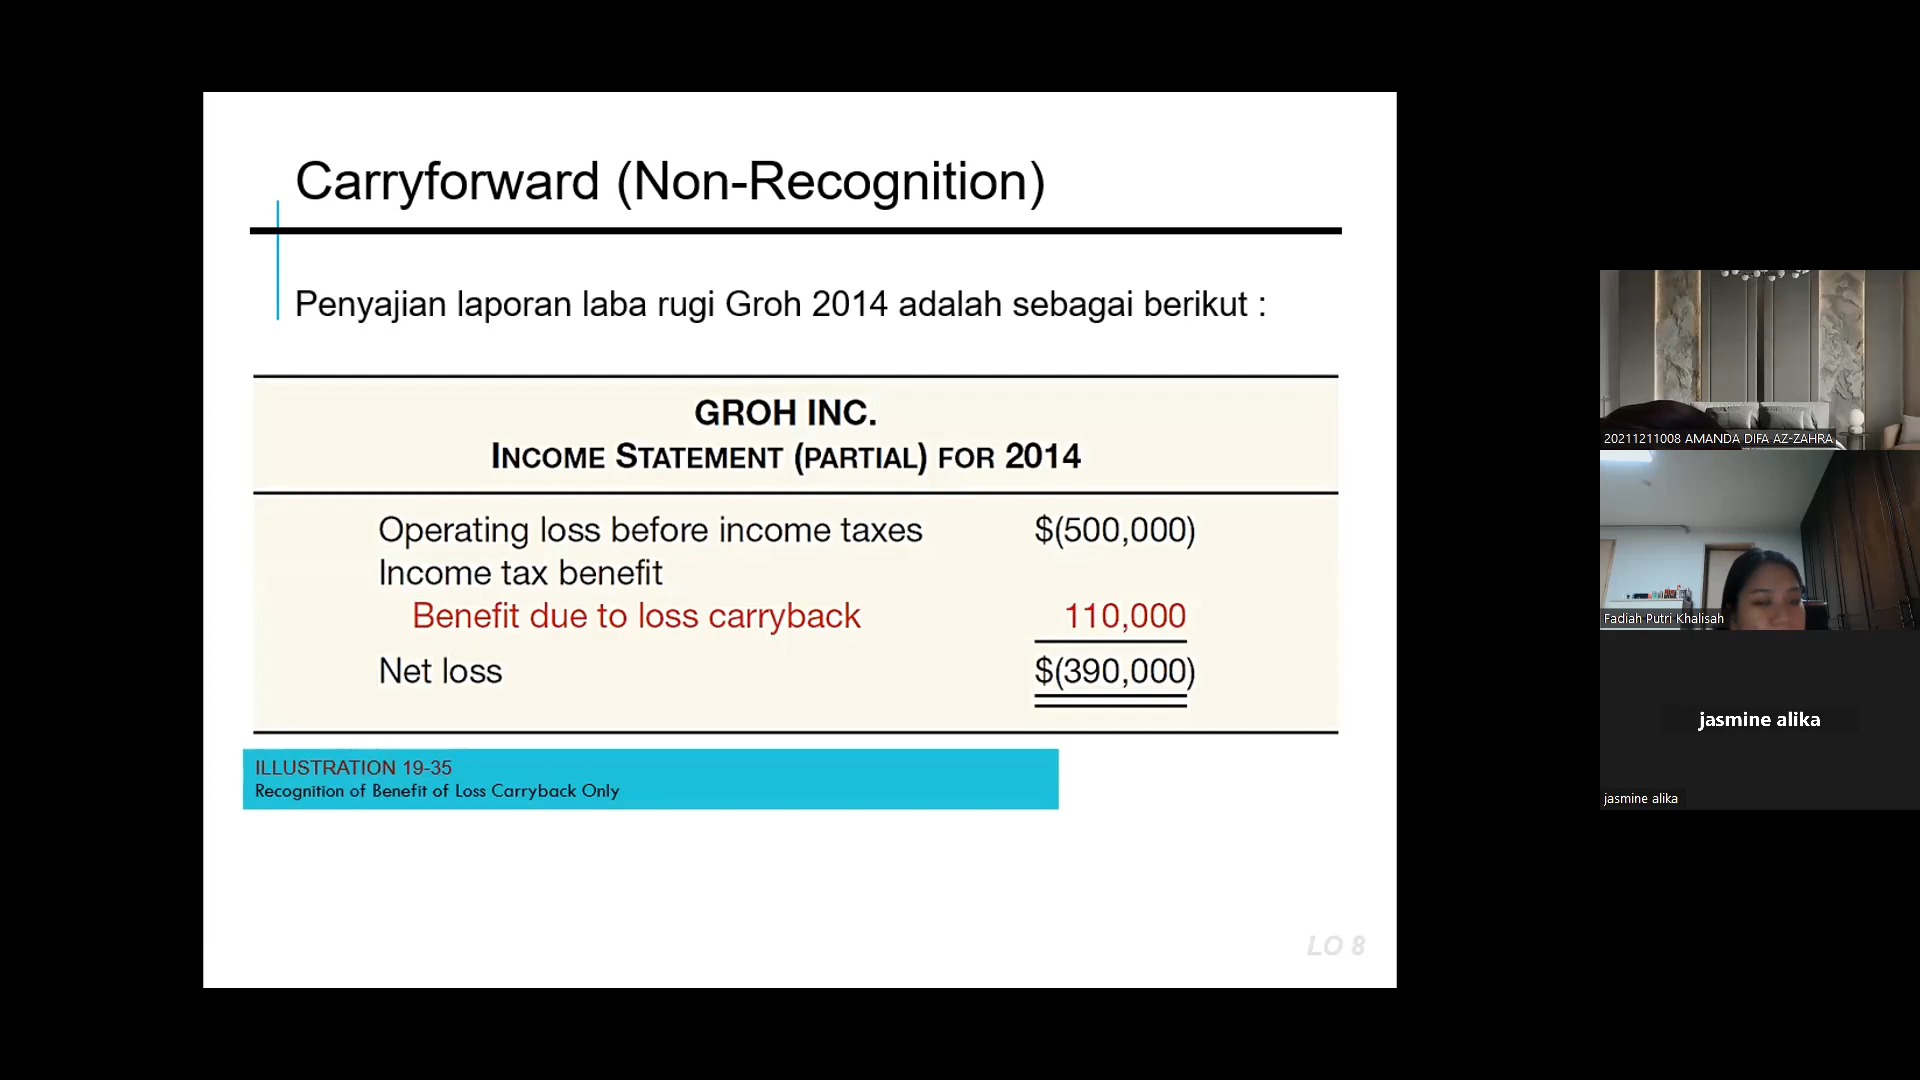 Carryforward (Non-Recognition)
Penyajian laporan laba rugi Groh 2014 adalah sebagai berikut :
GROH INC.
INCOME STATEMENT (PARTIAL) FOR 2014
Operating loss before income taxes $(500,000)
Income tax benefit
Benefit due to loss carryback 110,000
Net loss $(390,000)
ILLUSTRATION 19-35
Recognition of Benefit of Loss Carryback Only
LO 8
20211211008 AMANDA DIFA AZ-ZAHRA
Fadiah Putri Khalisah
jasmine alika
jasmine alika